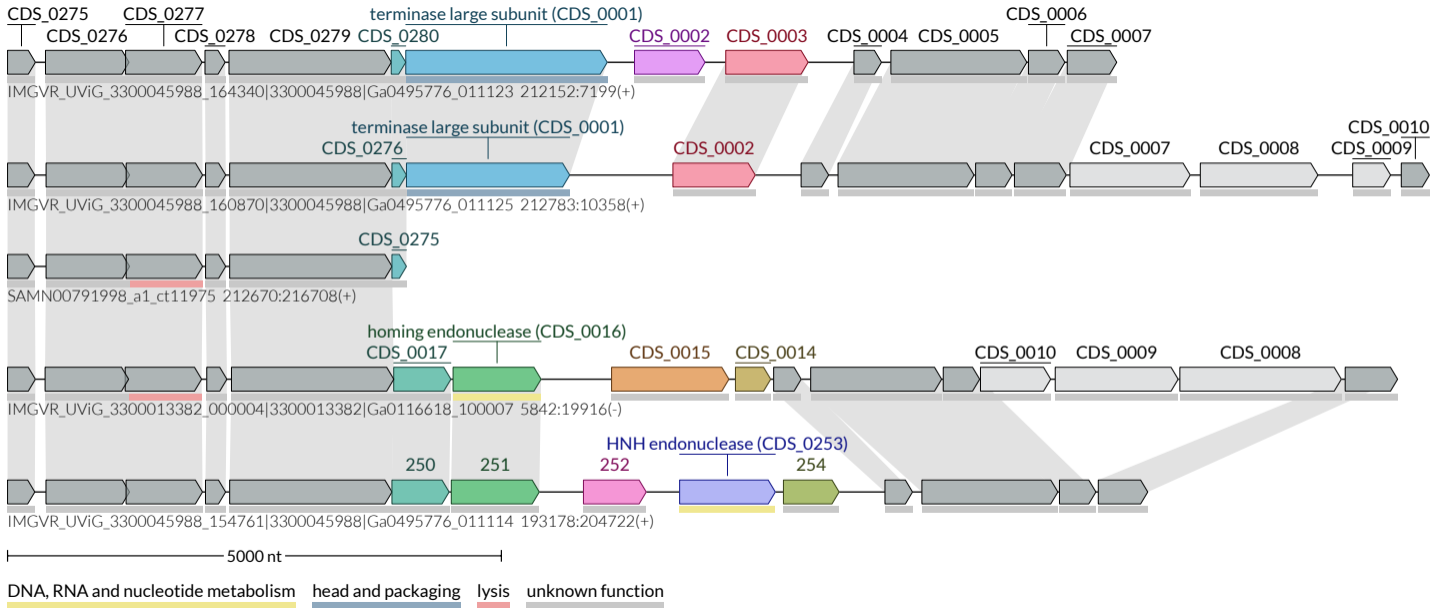 CDS_0275 CDS_0277 terminase large subunit (CDS_0001) CDS_0006
CDS_0276 CDS_0278 CDS_0279 CDS_0280 CDS_0002 CDS_0003 CDS_0004 CDS_0005 CDS_0007
IMGVR_UViG_3300045988_164340|3300045988|Ga0495776_011123 212152:7199(+)
terminase large subunit (CDS_0001) CDS_0010
CDS_0276 CDS_0002 CDS_0007 CDS_0008 CDS_0009
IMGVR_UViG_3300045988_160870|3300045988|Ga0495776_011125 212783:10358(+)
CDS_0275
SAMN00791998_a1_ct11975 212670:216708(+)
homing endonuclease (CDS_0016)
CDS_0017 CDS_0015 CDS_0014 CDS_0010 CDS_0009 CDS_0008
IMGVR_UViG_3300013382_000004|3300013382|Ga0116618_100007 5842:19916(-)
HNH endonuclease (CDS_0253)
250 251 252 254
IMGVR_UViG_3300045988_154761|3300045988|Ga0495776_011114 193178:204722(+)
5000 nt
DNA, RNA and nucleotide metabolism head and packaging lysis unknown function